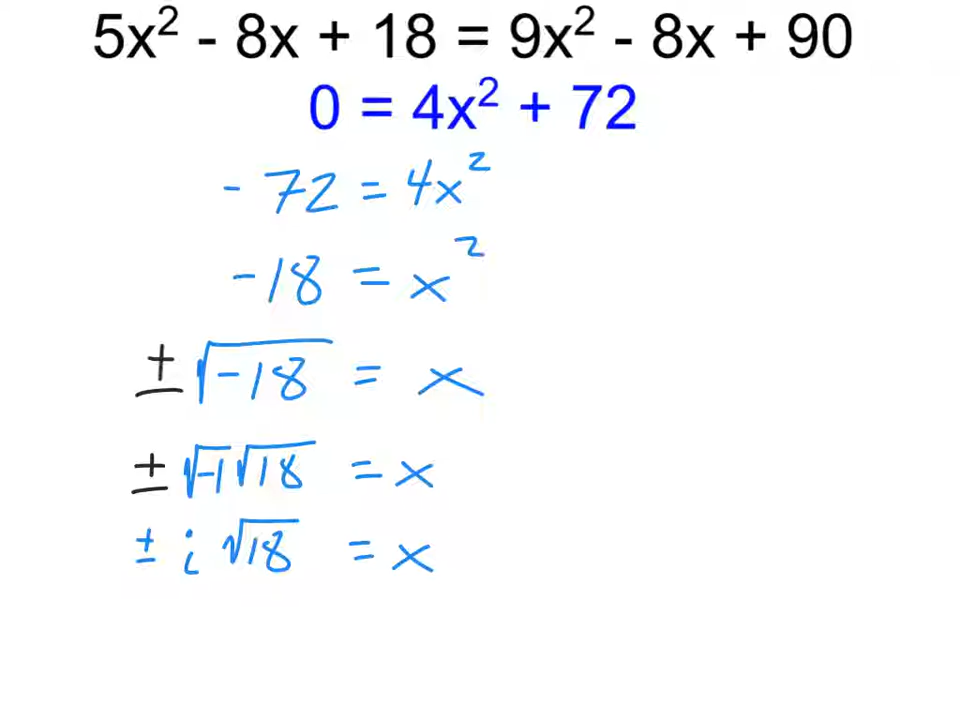 5x² - 8x + 18 = 9x² - 8x + 90
0 = 4x² + 72
- 72 = 4x²
-18 = x²
± √-18 = x
± √-1 √18 = x
± i √18 = x